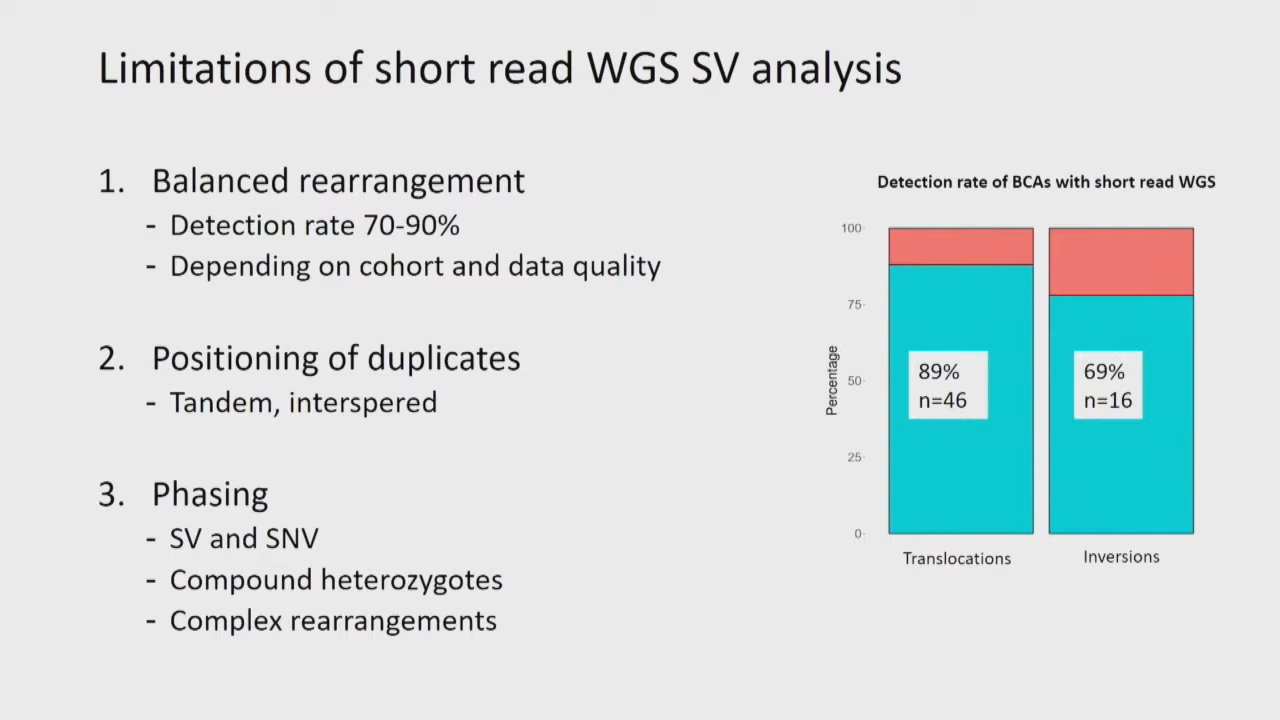 Limitations of short read WGS SV analysis
1. Balanced rearrangement
- Detection rate 70-90%
- Depending on cohort and data quality
2. Positioning of duplicates
- Tandem, interspered
3. Phasing
- SV and SNV
- Compound heterozygotes
- Complex rearrangements
Detection rate of BCAs with short read WGS
Percentage
100
75
50
25
0
89%
n=46
69%
n=16
Translocations
Inversions